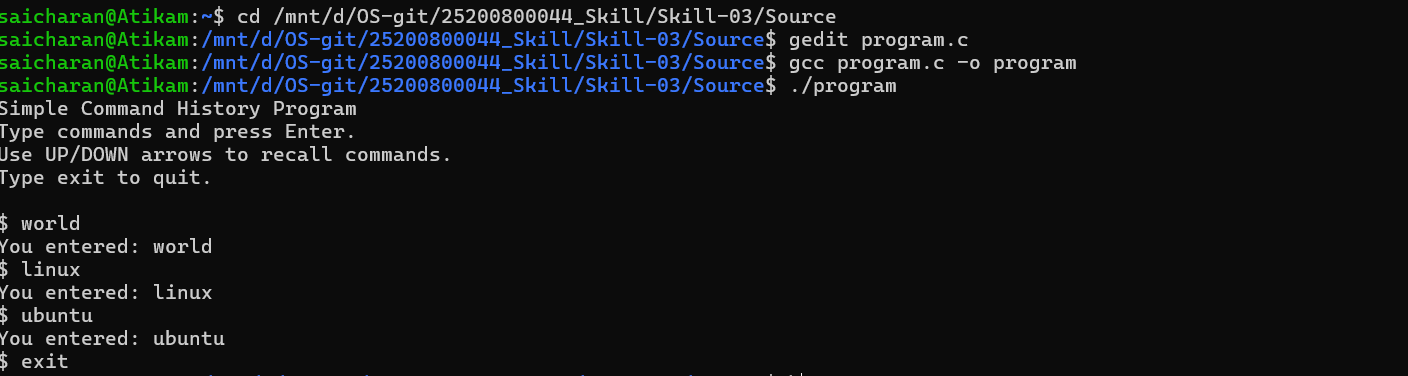 saicharan@Atikam:~$ cd /mnt/d/OS-git/25200800044_Skill/Skill-03/Source
saicharan@Atikam:/mnt/d/OS-git/25200800044_Skill/Skill-03/Source$ gedit program.c
saicharan@Atikam:/mnt/d/OS-git/25200800044_Skill/Skill-03/Source$ gcc program.c -o program
saicharan@Atikam:/mnt/d/OS-git/25200800044_Skill/Skill-03/Source$ ./program
Simple Command History Program
Type commands and press Enter.
Use UP/DOWN arrows to recall commands.
Type exit to quit.
$ world
You entered: world
$ linux
You entered: linux
$ ubuntu
You entered: ubuntu
$ exit